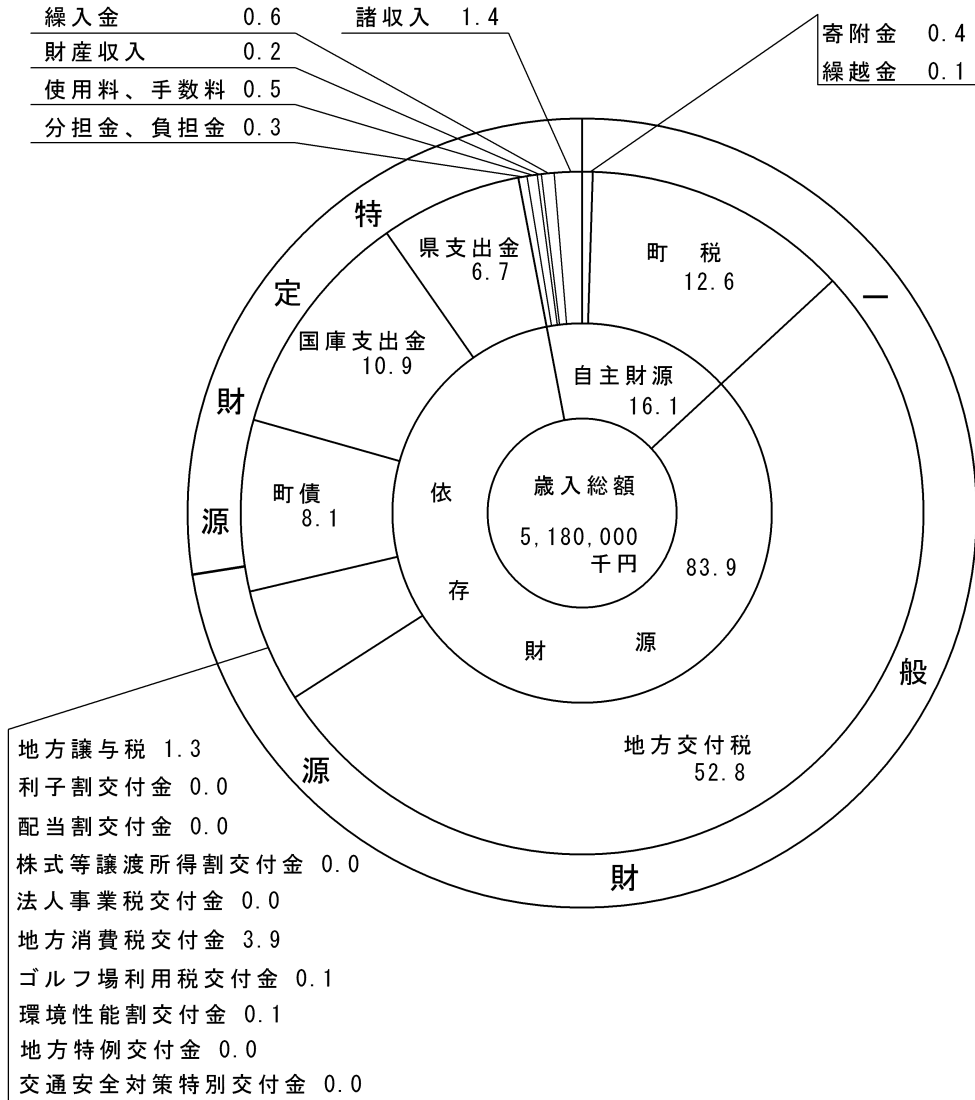 繰入金 0.6
財産収入 0.2
使用料、手数料 0.5
分担金、負担金 0.3
諸収入 1.4
寄附金 0.4
繰越金 0.1
特定財源
一般財源
県支出金
6.7
町税
12.6
国庫支出金
10.9
自主財源
16.1
町債
8.1
歳入総額
5,180,000
千円
依存財源
83.9
地方交付税
52.8
地方譲与税 1.3
利子割交付金 0.0
配当割交付金 0.0
株式等譲渡所得割交付金 0.0
法人事業税交付金 0.0
地方消費税交付金 3.9
ゴルフ場利用税交付金 0.1
環境性能割交付金 0.1
地方特例交付金 0.0
交通安全対策特別交付金 0.0